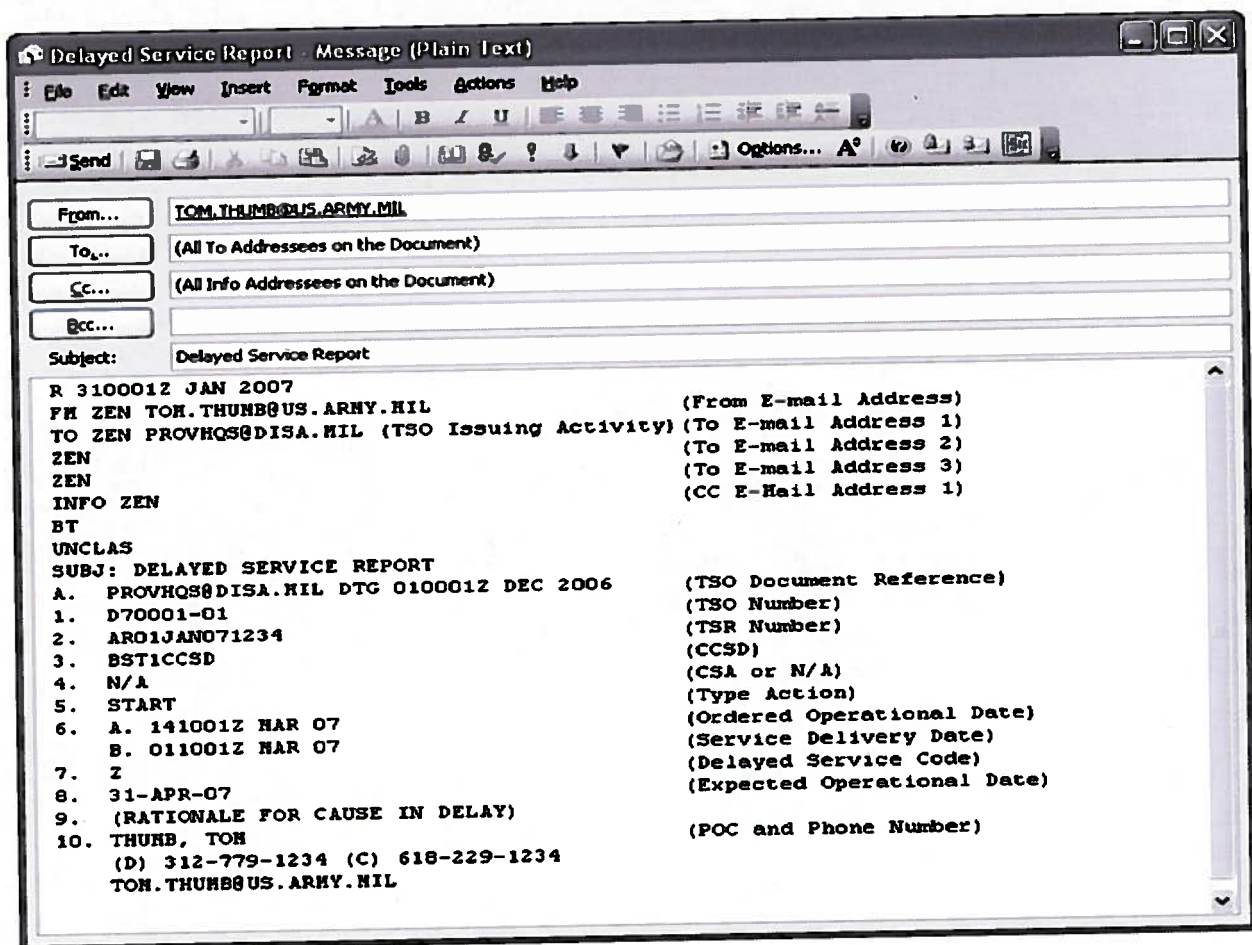 Delayed Service Report - Message (Plain Text)
File Edit View Insert Format Tools Actions Help
A B I U
Send Options...
From... TOM.THUMB@US.ARMY.MIL
To... (All To Addressees on the Document)
Cc... (All Info Addressees on the Document)
Bcc...
Subject: Delayed Service Report
R 310001Z JAN 2007
FM ZEN TOM.THUMB@US.ARMY.MIL (From E-mail Address)
TO ZEN PROVHQS@DISA.MIL (TSO Issuing Activity) (To E-mail Address 1)
ZEN (To E-mail Address 2)
ZEN (To E-mail Address 3)
INFO ZEN (CC E-Mail Address 1)
BT
UNCLAS
SUBJ: DELAYED SERVICE REPORT
A. PROVHQS@DISA.MIL DTG 010001Z DEC 2006 (TSO Document Reference)
1. D70001-01 (TSO Number)
2. AR01JAN071234 (TSR Number)
3. BST1CCSD (CCSD)
4. N/A (CSA or N/A)
5. START (Type Action)
6. A. 141001Z MAR 07 (Ordered Operational Date)
B. 011001Z MAR 07 (Service Delivery Date)
7. Z (Delayed Service Code)
8. 31-APR-07 (Expected Operational Date)
9. (RATIONALE FOR CAUSE IN DELAY)
10. THUMB, TOM (POC and Phone Number)
(D) 312-779-1234 (C) 618-229-1234
TOM.THUMB@US.ARMY.MIL